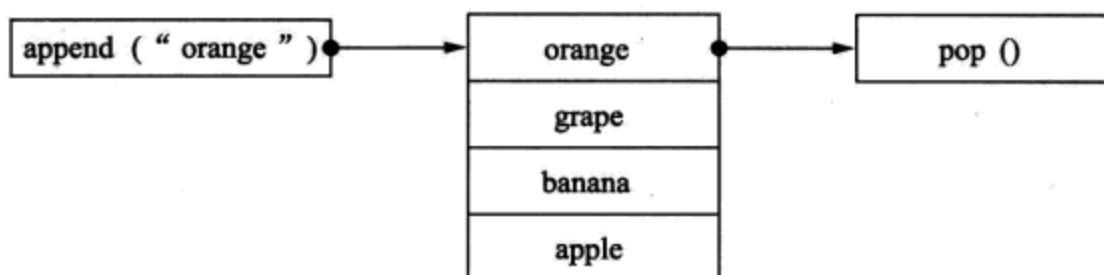 append ( “ orange ” )
orange
pop ()
grape
banana
apple